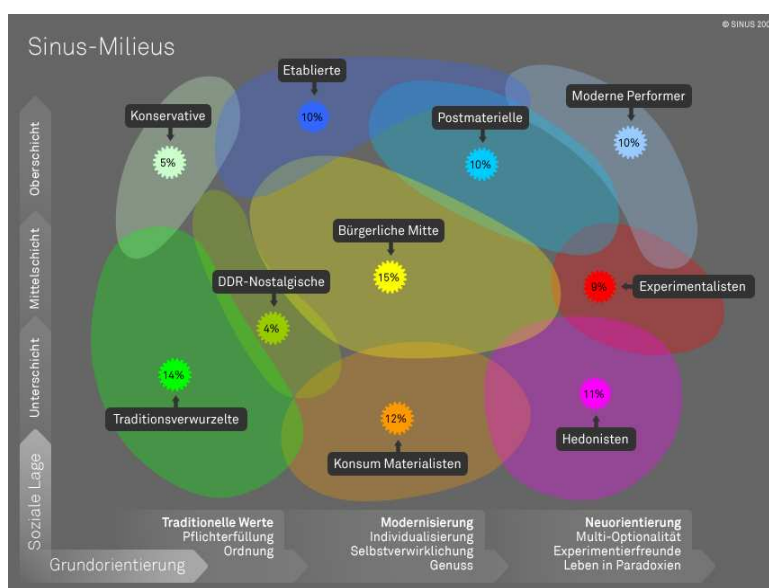 © SINUS 200
Sinus-Milieus
Etablierte
10%
Konservative
5%
Postmaterielle
10%
Moderne Performer
10%
Bürgerliche Mitte
15%
DDR-Nostalgische
4%
Experimentalisten
14%
Traditionsverwurzelte
12%
Konsum Materialisten
11%
Hedonisten
Oberschicht
Mittelschicht
Unterschicht
Soziale Lage
Grundorientierung
Traditionelle Werte
Pflichterfüllung
Ordnung
Modernisierung
Individualisierung
Selbstverwirklichung
Genuss
Neuorientierung
Multi-Optionalität
Experimentierfreunde
Leben in Paradoxien